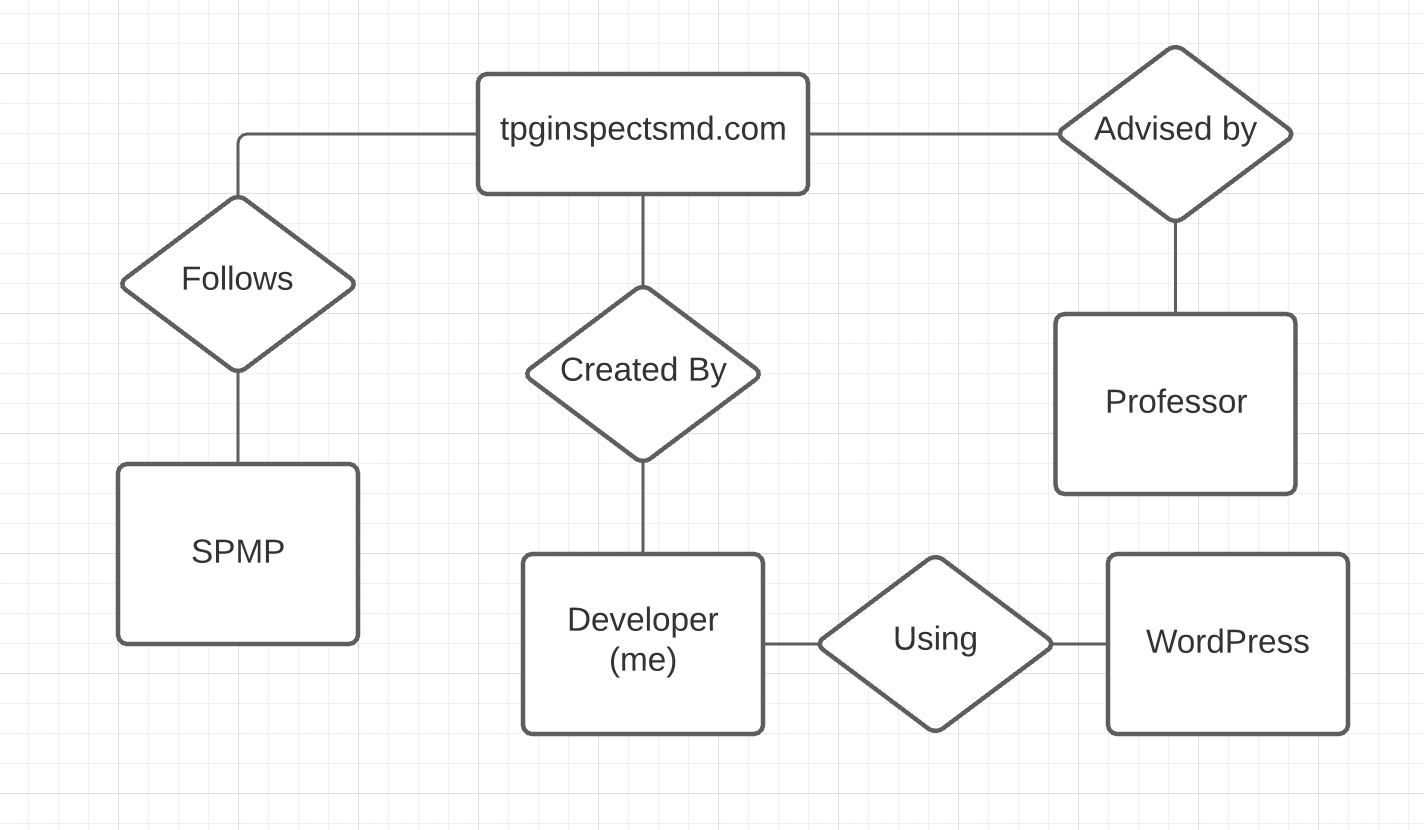 tpginspectsmd.com
Advised by
Follows
Created By
Professor
SPMP
Developer
(me)
Using
WordPress